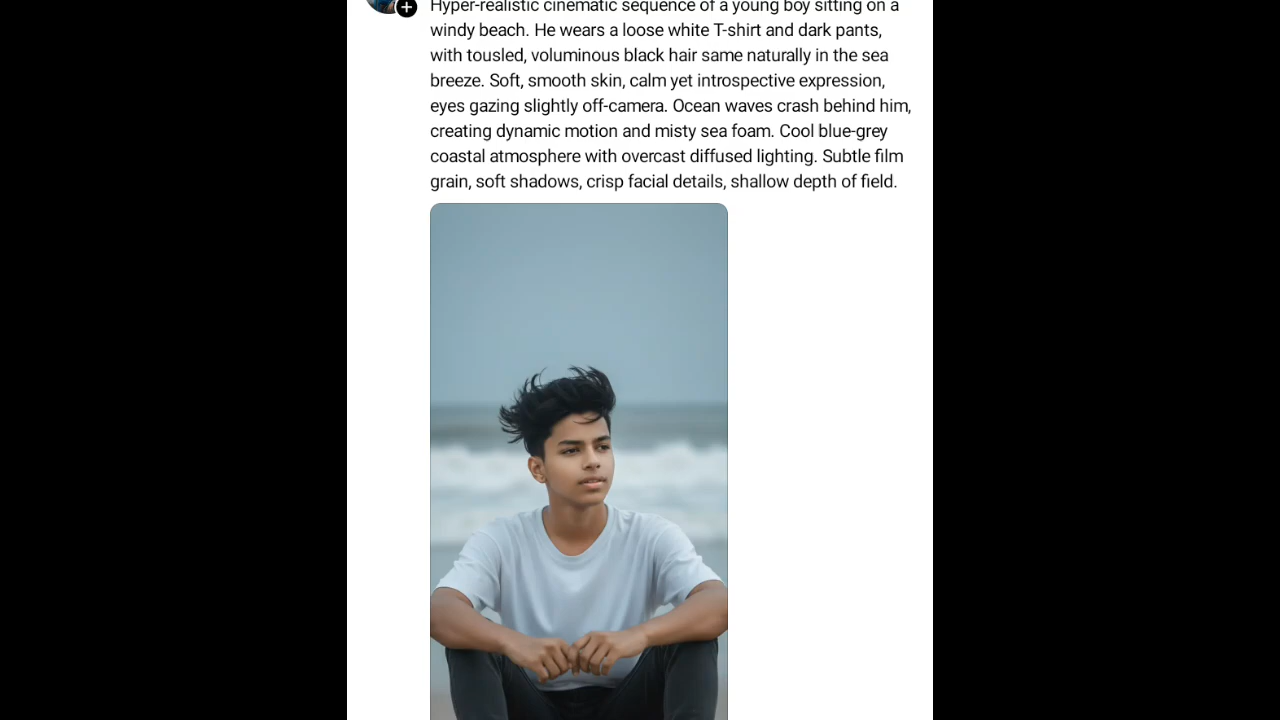 Hyper-realistic cinematic sequence of a young boy sitting on a
windy beach. He wears a loose white T-shirt and dark pants,
with tousled, voluminous black hair same naturally in the sea
breeze. Soft, smooth skin, calm yet introspective expression,
eyes gazing slightly off-camera. Ocean waves crash behind him,
creating dynamic motion and misty sea foam. Cool blue-grey
coastal atmosphere with overcast diffused lighting. Subtle film
grain, soft shadows, crisp facial details, shallow depth of field.